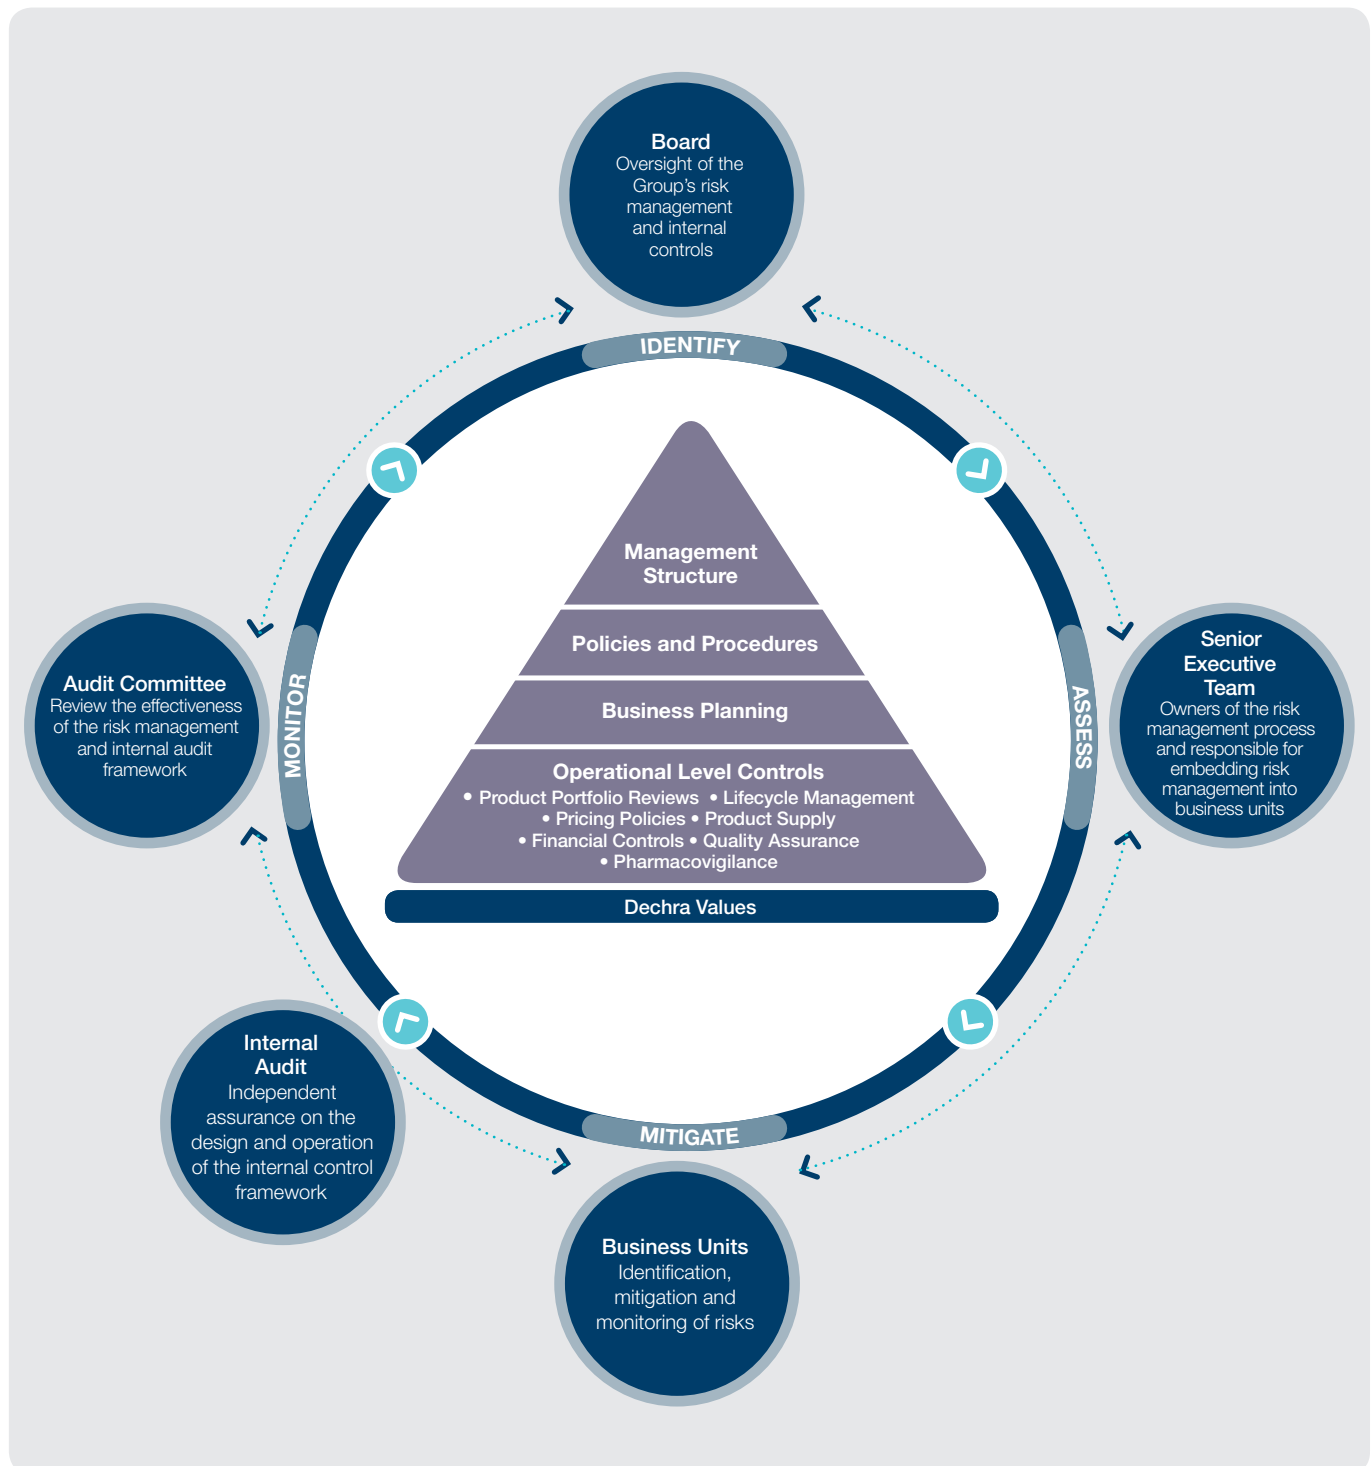 Board
Oversight of the
Group’s risk
management
and internal
controls
IDENTIFY
Management
Structure
Policies and Procedures
Business Planning
Operational Level Controls
• Product Portfolio Reviews • Lifecycle Management
• Pricing Policies • Product Supply
• Financial Controls • Quality Assurance
• Pharmacovigilance
Dechra Values
ASSESS
Senior
Executive
Team
Owners of the risk
management process
and responsible for
embedding risk
management into
business units
MITIGATE
Business Units
Identification,
mitigation and
monitoring of risks
Internal
Audit
Independent
assurance on the
design and operation
of the internal control
framework
MONITOR
Audit Committee
Review the effectiveness
of the risk management
and internal audit
framework